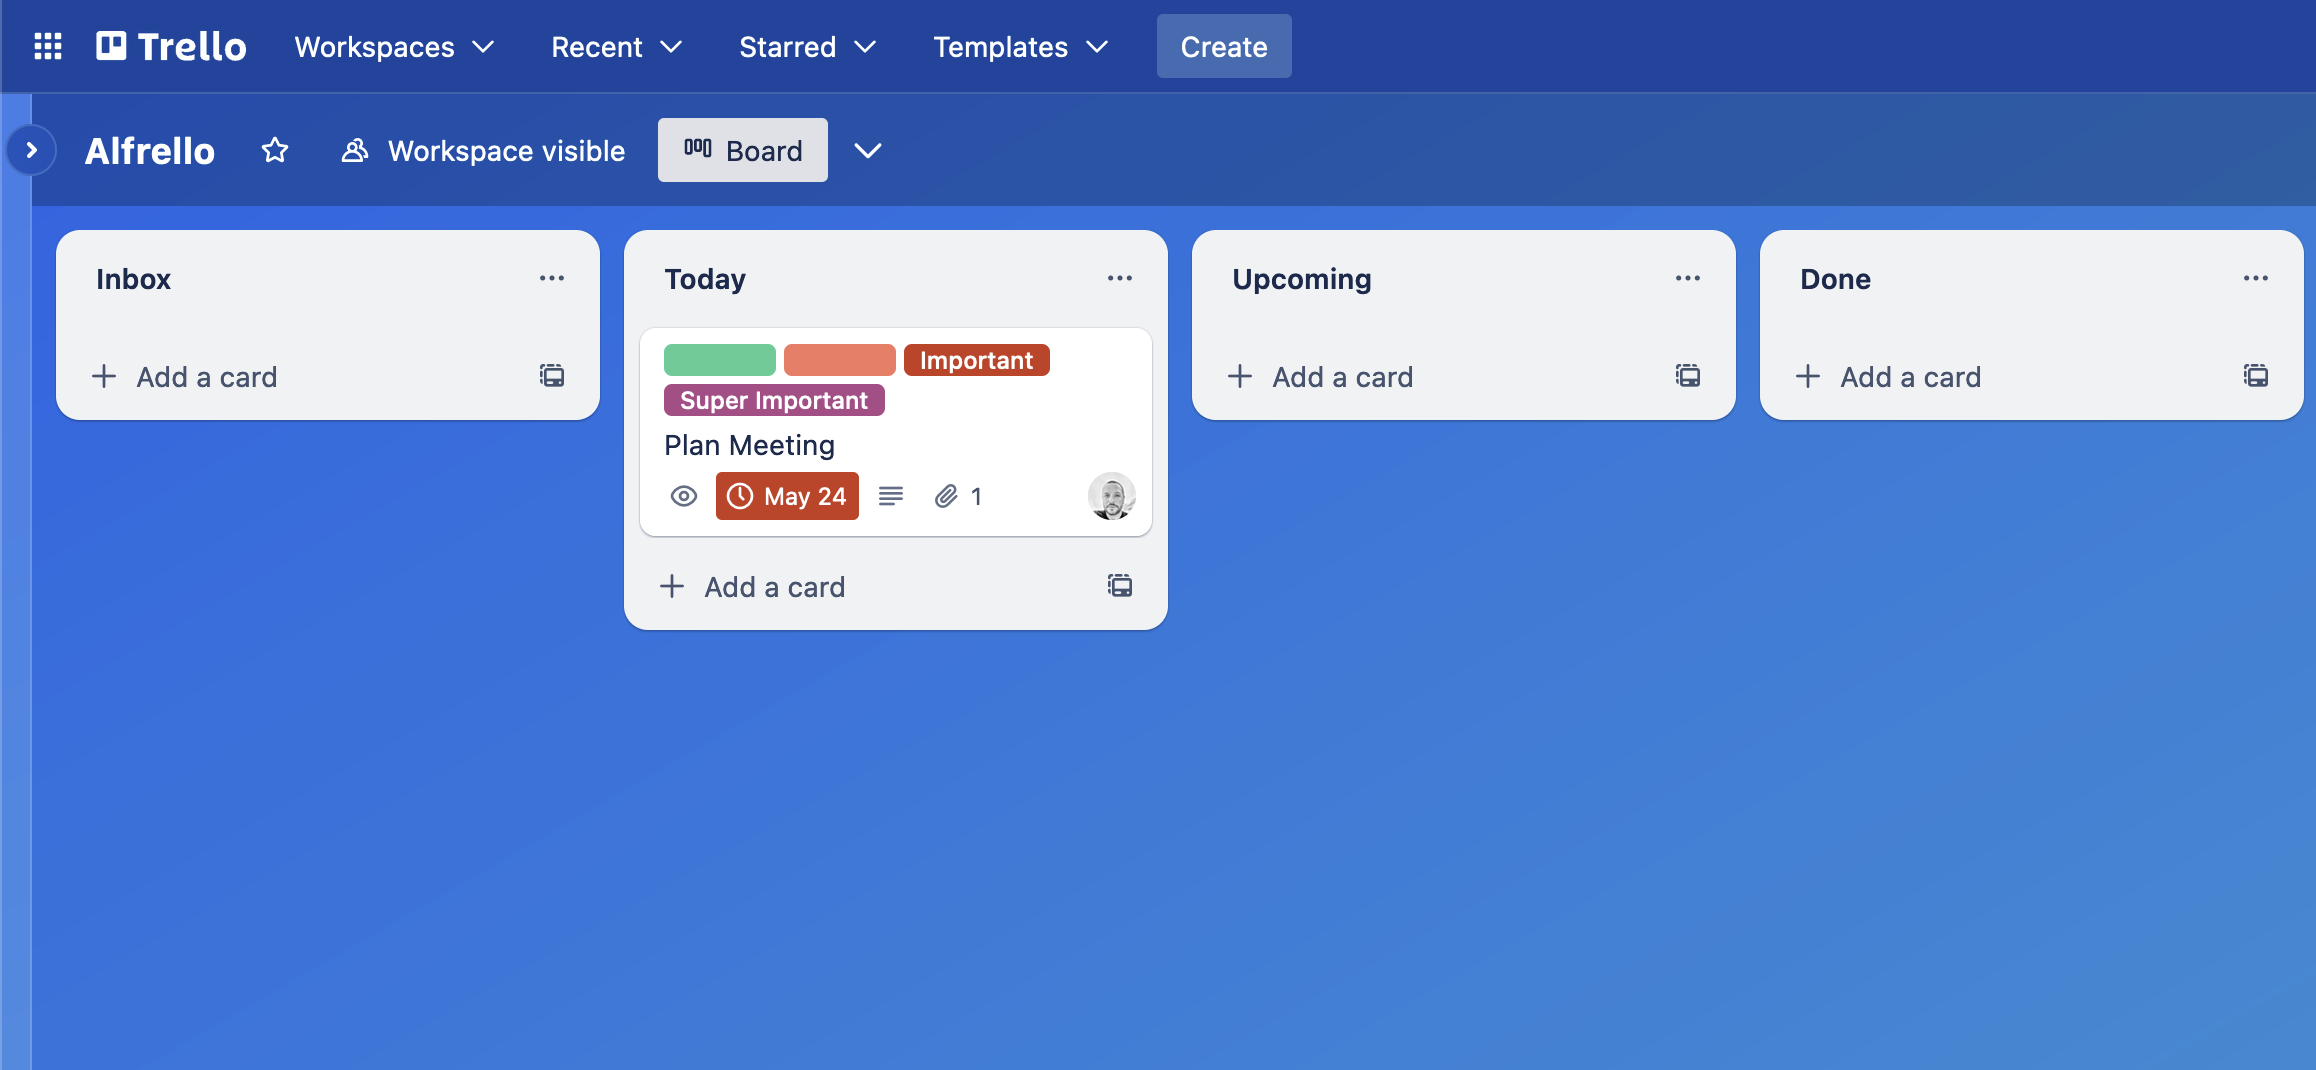 Trello Workspaces Recent Starred Templates Create
Alfrello Workspace visible Board
Inbox
Add a card
Today
Important
Super Important
Plan Meeting
May 24 1
Add a card
Upcoming
Add a card
Done
Add a card